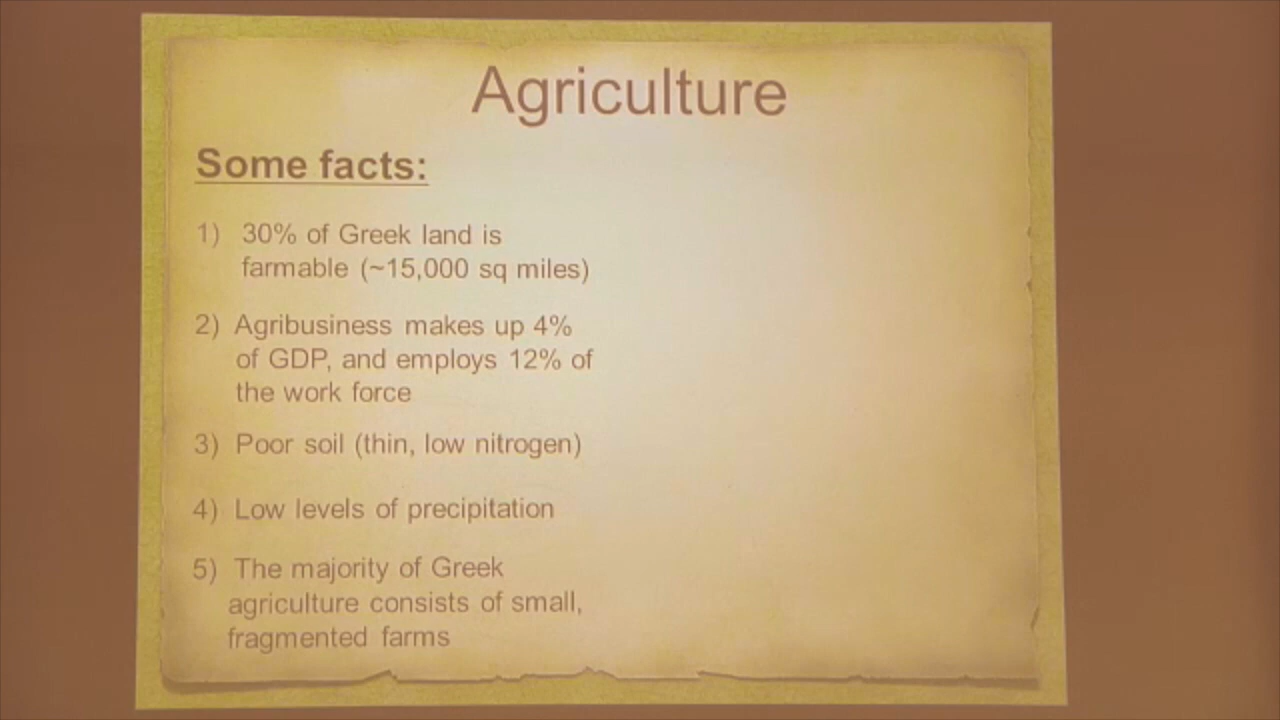 Agriculture
Some facts:
1) 30% of Greek land is
farmable (~15,000 sq miles)
2) Agribusiness makes up 4%
of GDP, and employs 12% of
the work force
3) Poor soil (thin, low nitrogen)
4) Low levels of precipitation
5) The majority of Greek
agriculture consists of small,
fragmented farms